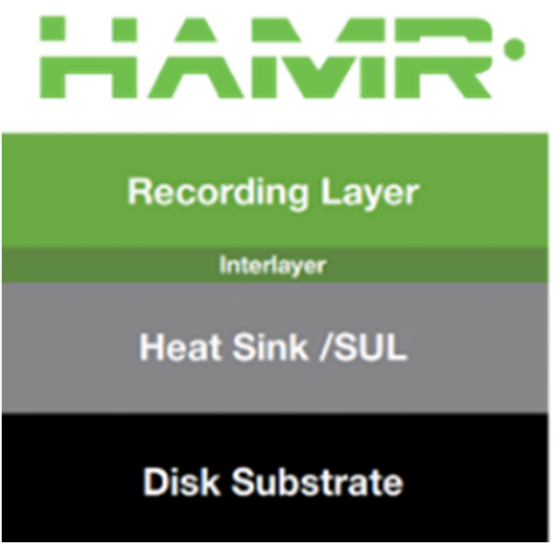 HAMR
Recording Layer
Interlayer
Heat Sink /SUL
Disk Substrate